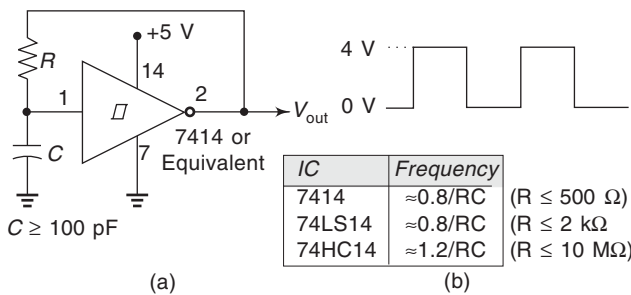 +5 V
R
14
1
2
C
7
7414 or
Equivalent
V_out
C ≥ 100 pF
(a)
4 V
0 V
IC Frequency
7414 ≈0.8/RC (R ≤ 500 Ω)
74LS14 ≈0.8/RC (R ≤ 2 kΩ
74HC14 ≈1.2/RC (R ≤ 10 MΩ)
(b)